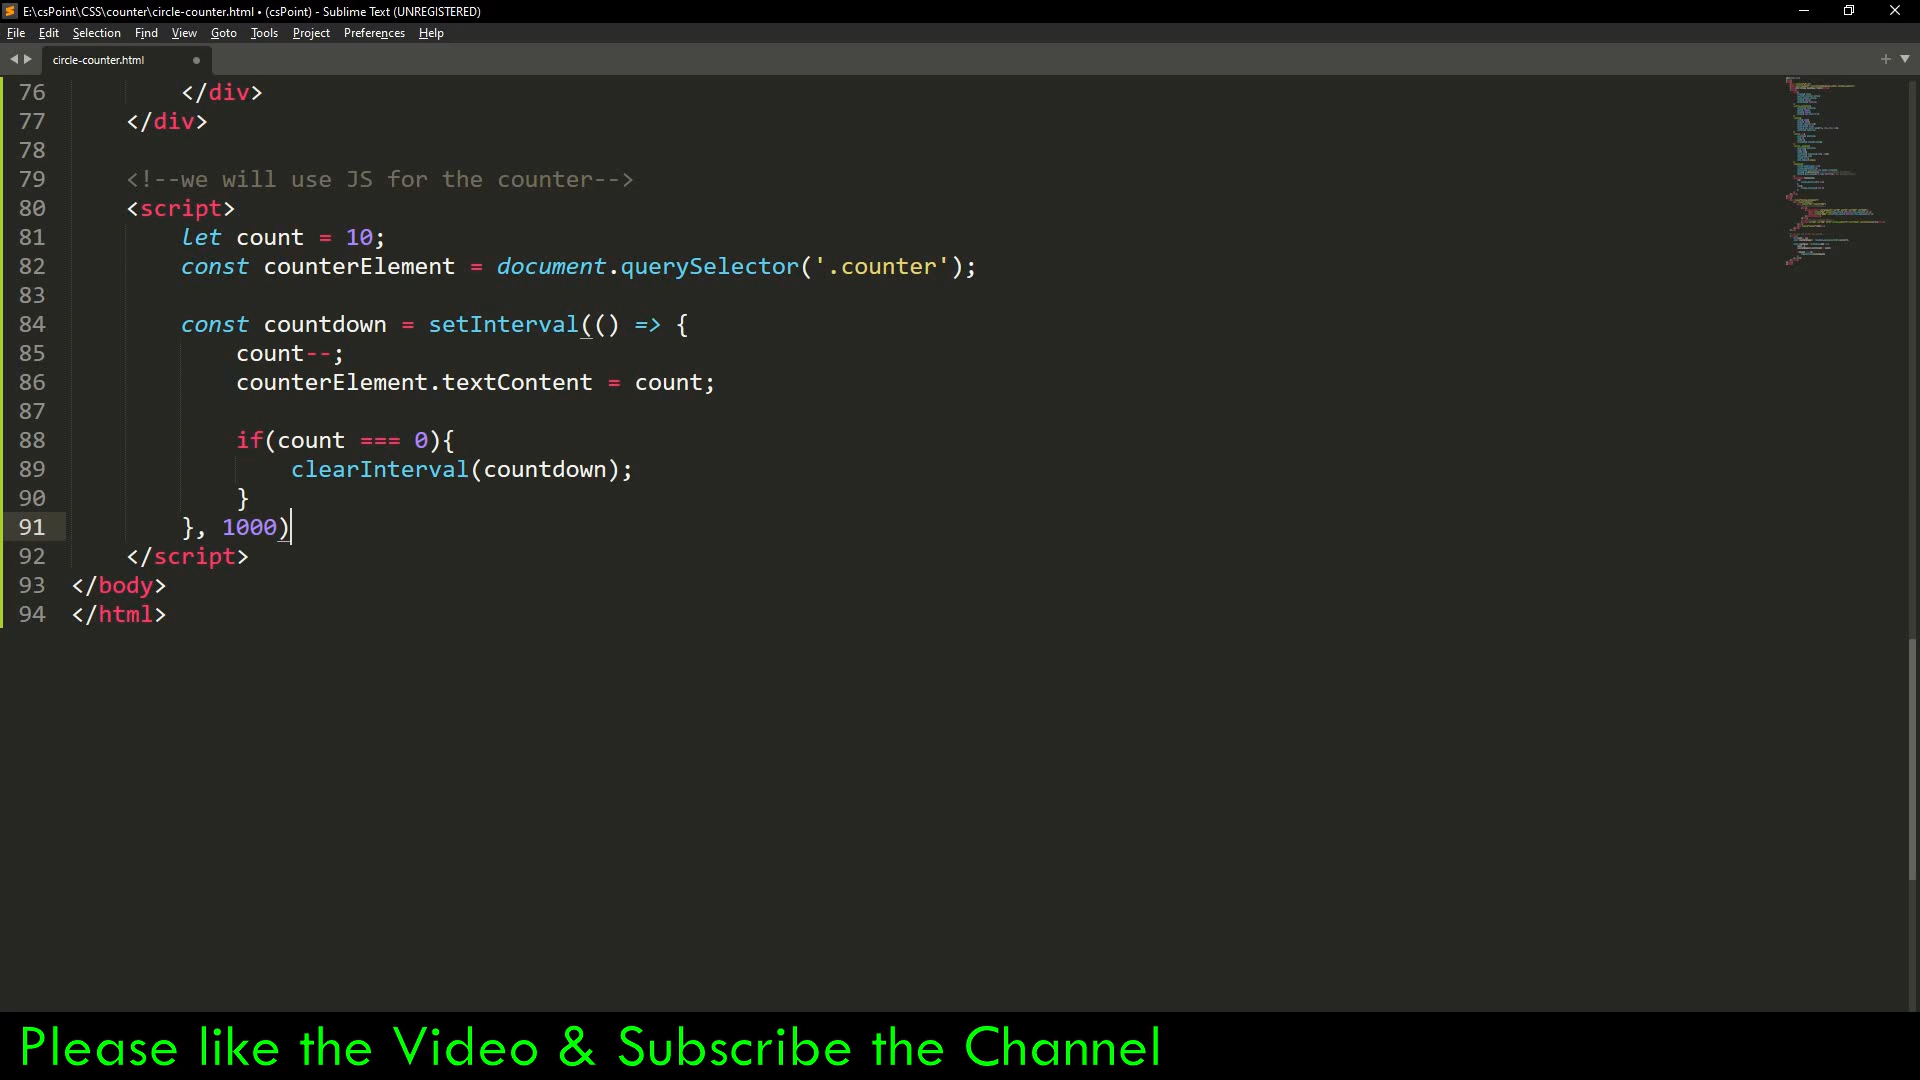 E:\csPoint\CSS\counter\circle-counter.html • (csPoint) - Sublime Text (UNREGISTERED)
File Edit Selection Find View Goto Tools Project Preferences Help
circle-counter.html
76 </div>
77 </div>
78
79 <!--we will use JS for the counter-->
80 <script>
81 let count = 10;
82 const counterElement = document.querySelector('.counter');
83
84 const countdown = setInterval(() => {
85 count--;
86 counterElement.textContent = count;
87
88 if(count === 0){
89 clearInterval(countdown);
90 }
91 }, 1000)
92 </script>
93 </body>
94 </html>
Please like the Video & Subscribe the Channel